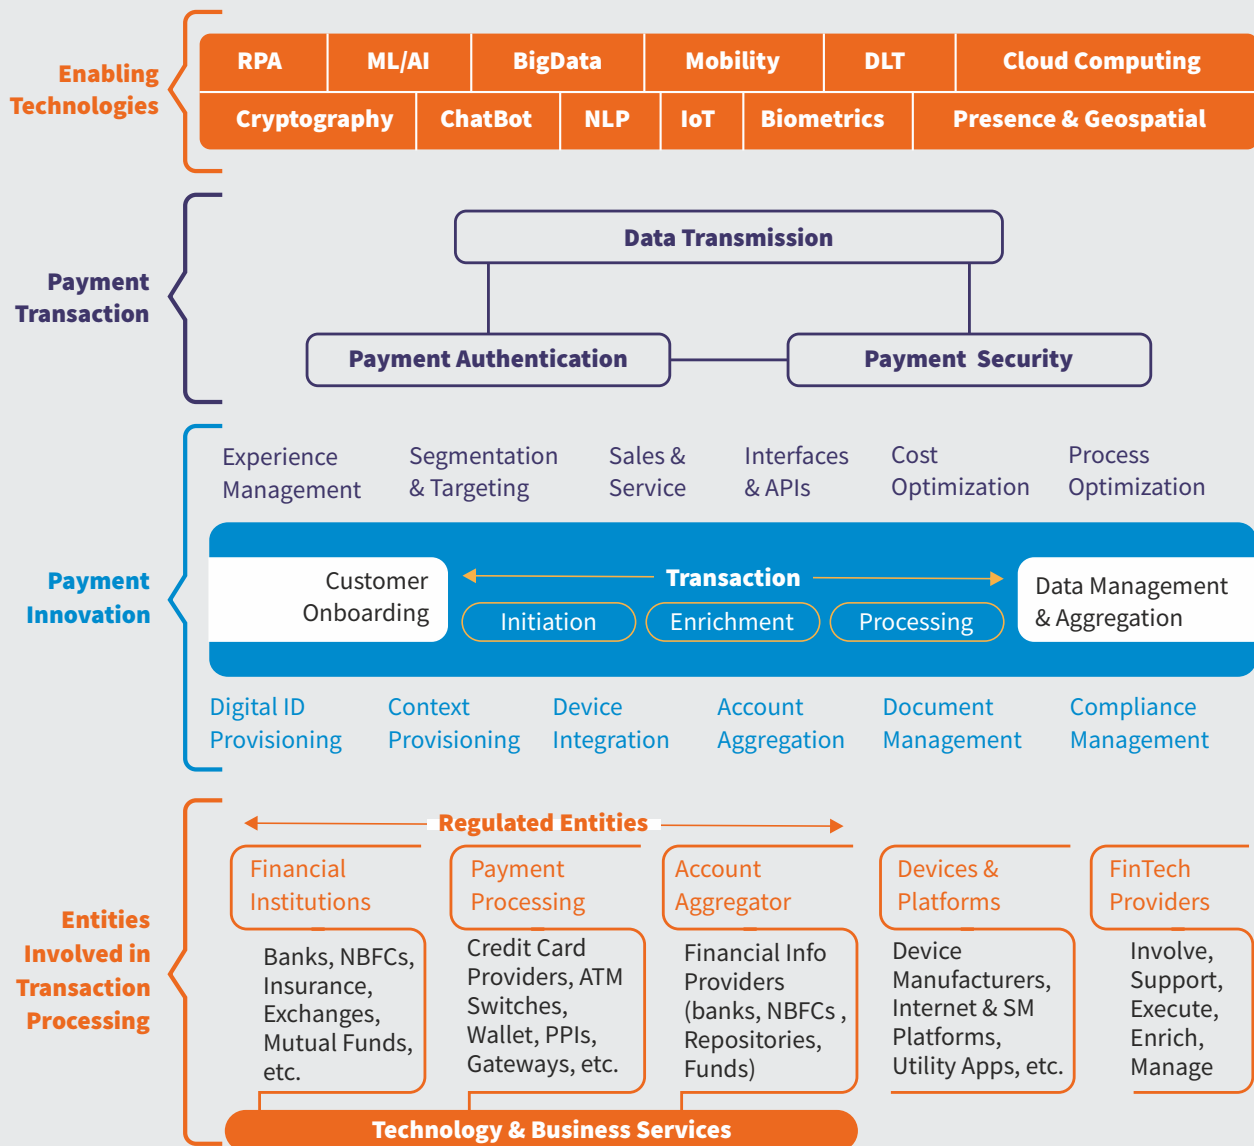 Enabling
Technologies
RPA
ML/AI
BigData
Mobility
DLT
Cloud Computing
Cryptography
ChatBot
NLP
IoT
Biometrics
Presence & Geospatial
Payment
Transaction
Data Transmission
Payment Authentication
Payment Security
Payment
Innovation
Experience
Management
Segmentation
& Targeting
Sales &
Service
Interfaces
& APIs
Cost
Optimization
Process
Optimization
Customer
Onboarding
Transaction
Initiation
Enrichment
Processing
Data Management
& Aggregation
Digital ID
Provisioning
Context
Provisioning
Device
Integration
Account
Aggregation
Document
Management
Compliance
Management
Entities
Involved in
Transaction
Processing
Regulated Entities
Financial
Institutions
Banks, NBFCs,
Insurance,
Exchanges,
Mutual Funds,
etc.
Payment
Processing
Credit Card
Providers, ATM
Switches,
Wallet, PPIs,
Gateways, etc.
Account
Aggregator
Financial Info
Providers
(banks, NBFCs ,
Repositories,
Funds)
Devices &
Platforms
Device
Manufacturers,
Internet & SM
Platforms,
Utility Apps, etc.
FinTech
Providers
Involve,
Support,
Execute,
Enrich,
Manage
Technology & Business Services